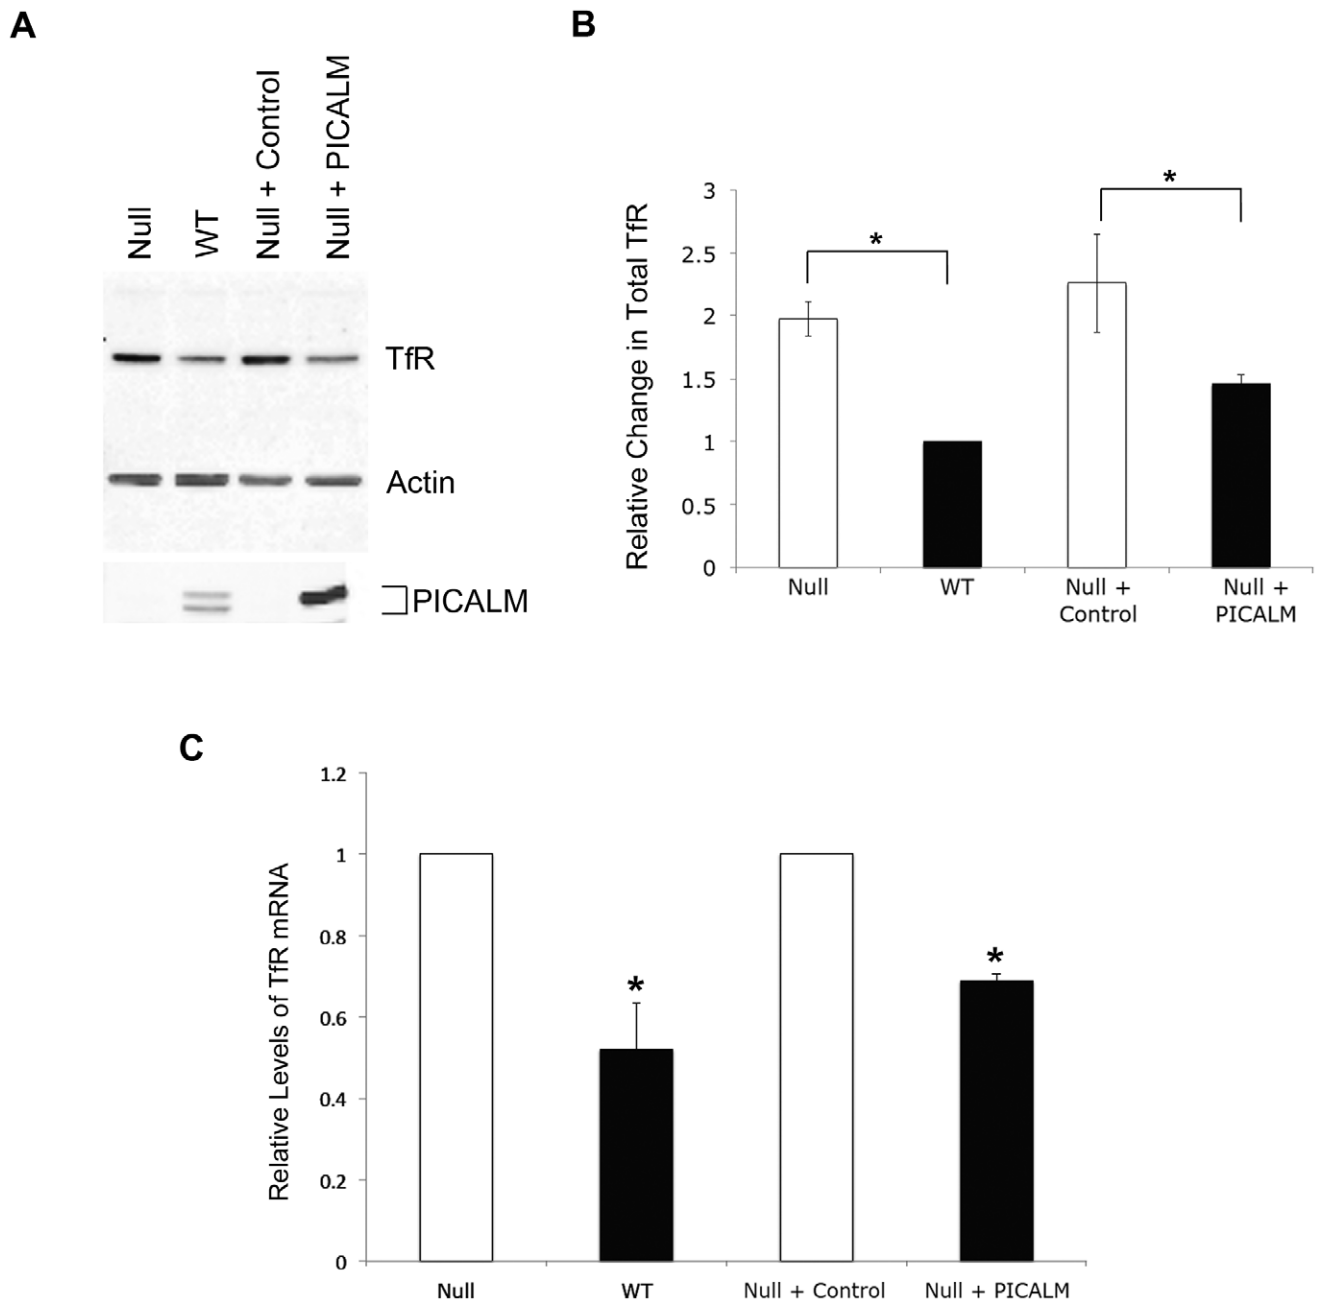 A
Null
WT
Null + Control
Null + PICALM
TfR
Actin
PICALM
B
Relative Change in Total TfR
3
2.5
2
1.5
1
0.5
0
*
*
Null
WT
Null +
Control
Null +
PICALM
C
Relative Levels of TfR mRNA
1.2
1
0.8
0.6
0.4
0.2
0
*
*
Null
WT
Null + Control
Null + PICALM